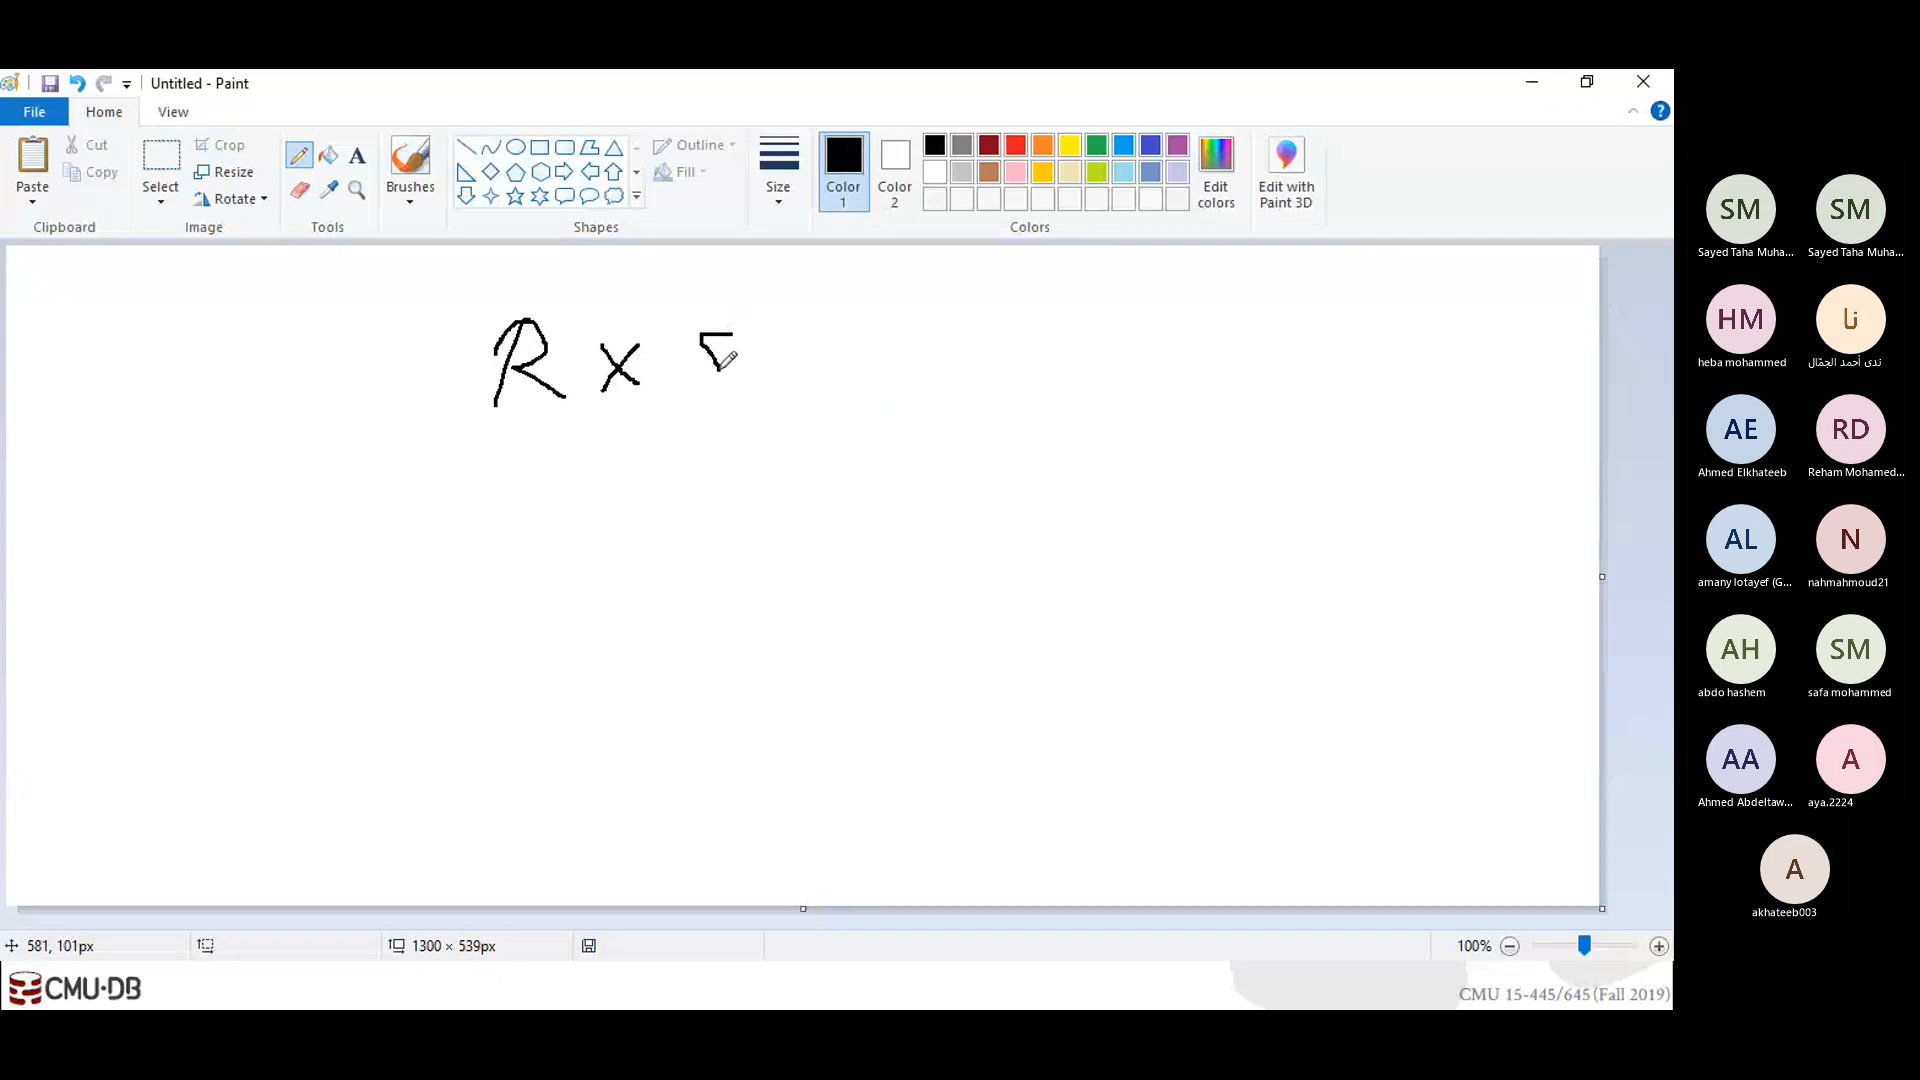 Untitled - Paint
File Home View
Paste
Cut
Copy
Clipboard
Select
Crop
Resize
Rotate
Image
A
Tools
Brushes
Outline
Fill
Shapes
Size
Color 1
Color 2
Edit colors
Edit with Paint 3D
Colors
?
R x
581, 101px
1300 × 539px
100%
CMU·DB
CMU 15-445/645 (Fall 2019)
SM SM
Sayed Taha Muha... Sayed Taha Muha...
HM نا
heba mohammed ندى أحمد الجمّال
AE RD
Ahmed Elkhateeb Reham Mohamed...
AL N
amany lotayef (G... nahmahmoud21
AH SM
abdo hashem safa mohammed
AA A
Ahmed Abdeltaw... aya.2224
A
akhateeb003